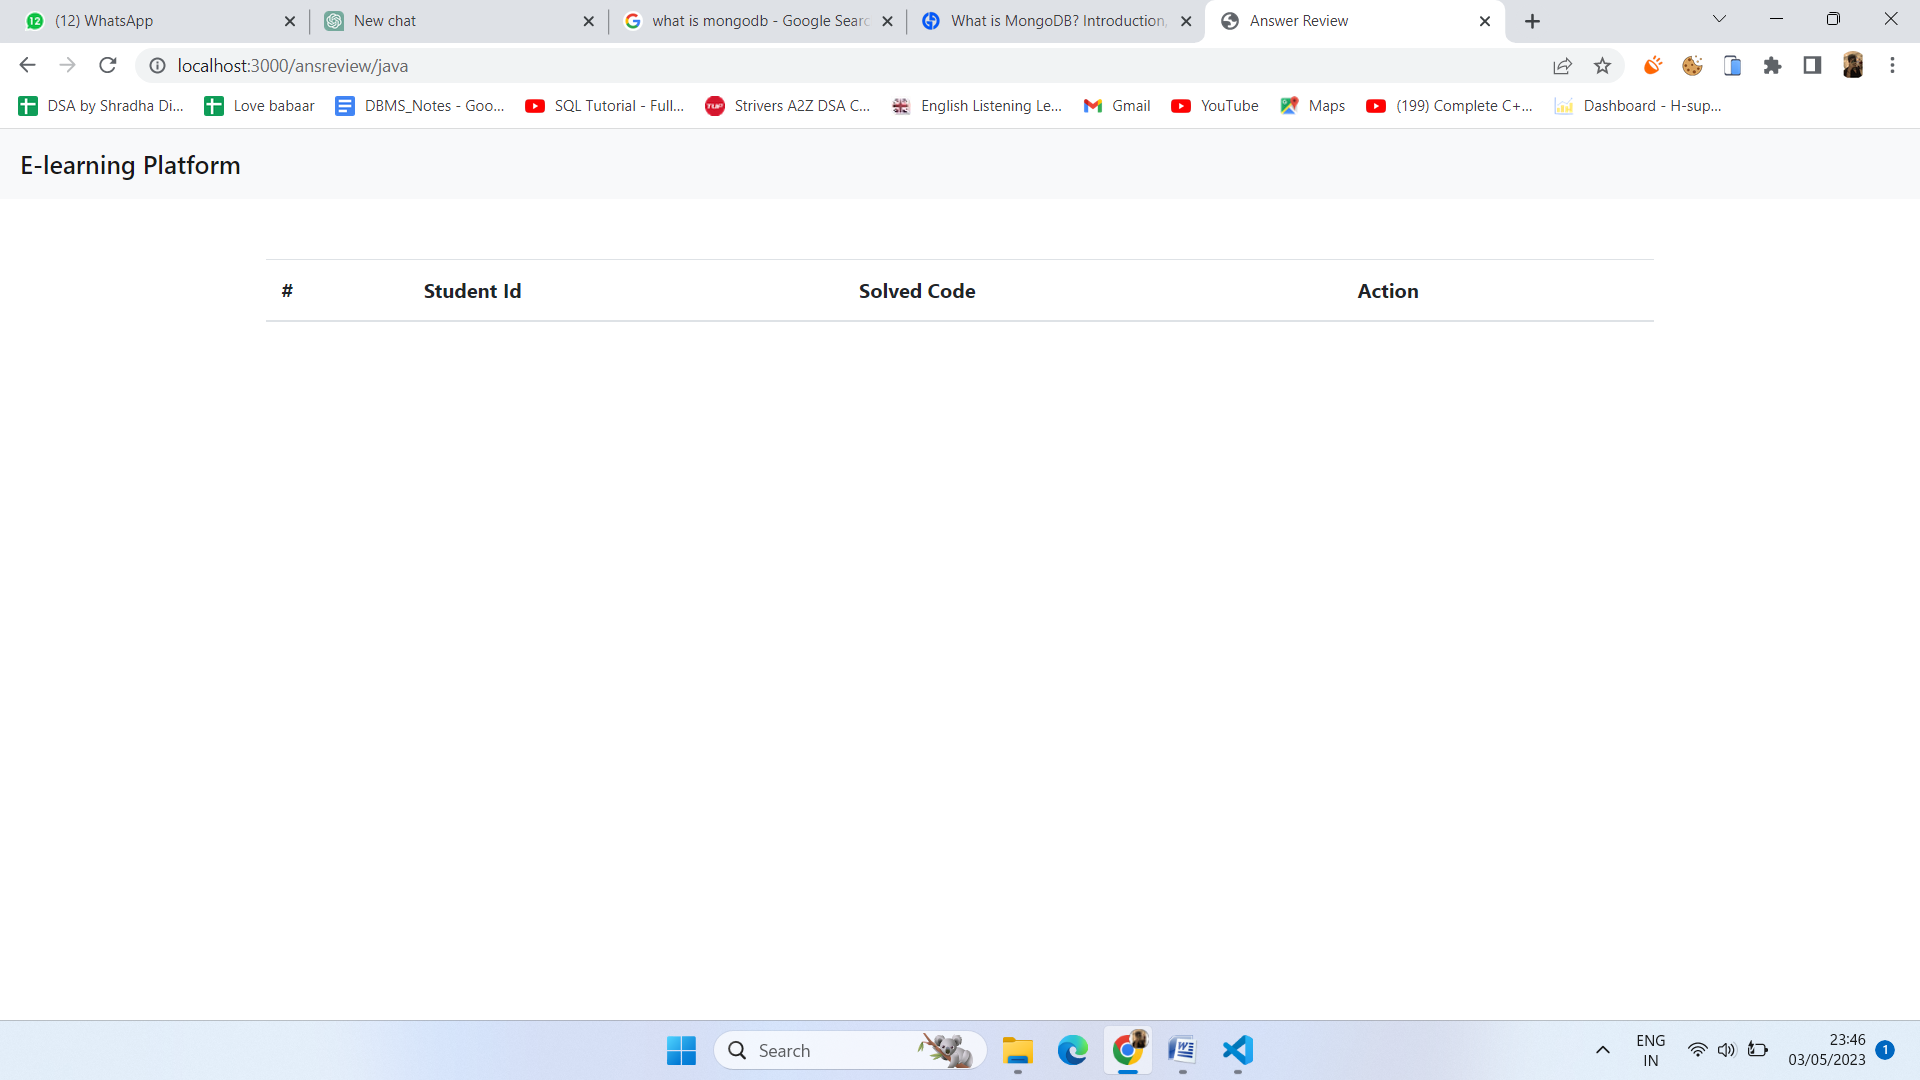 12 (12) WhatsApp New chat what is mongodb - Google Searc What is MongoDB? Introduction, Answer Review
localhost:3000/ansreview/java
DSA by Shradha Di... Love babaar DBMS_Notes - Goo... SQL Tutorial - Full... TUF Strivers A2Z DSA C... English Listening Le... Gmail YouTube Maps (199) Complete C+... Dashboard - H-sup...
E-learning Platform
# Student Id Solved Code Action
Search
ENG
IN
23:46
03/05/2023
1